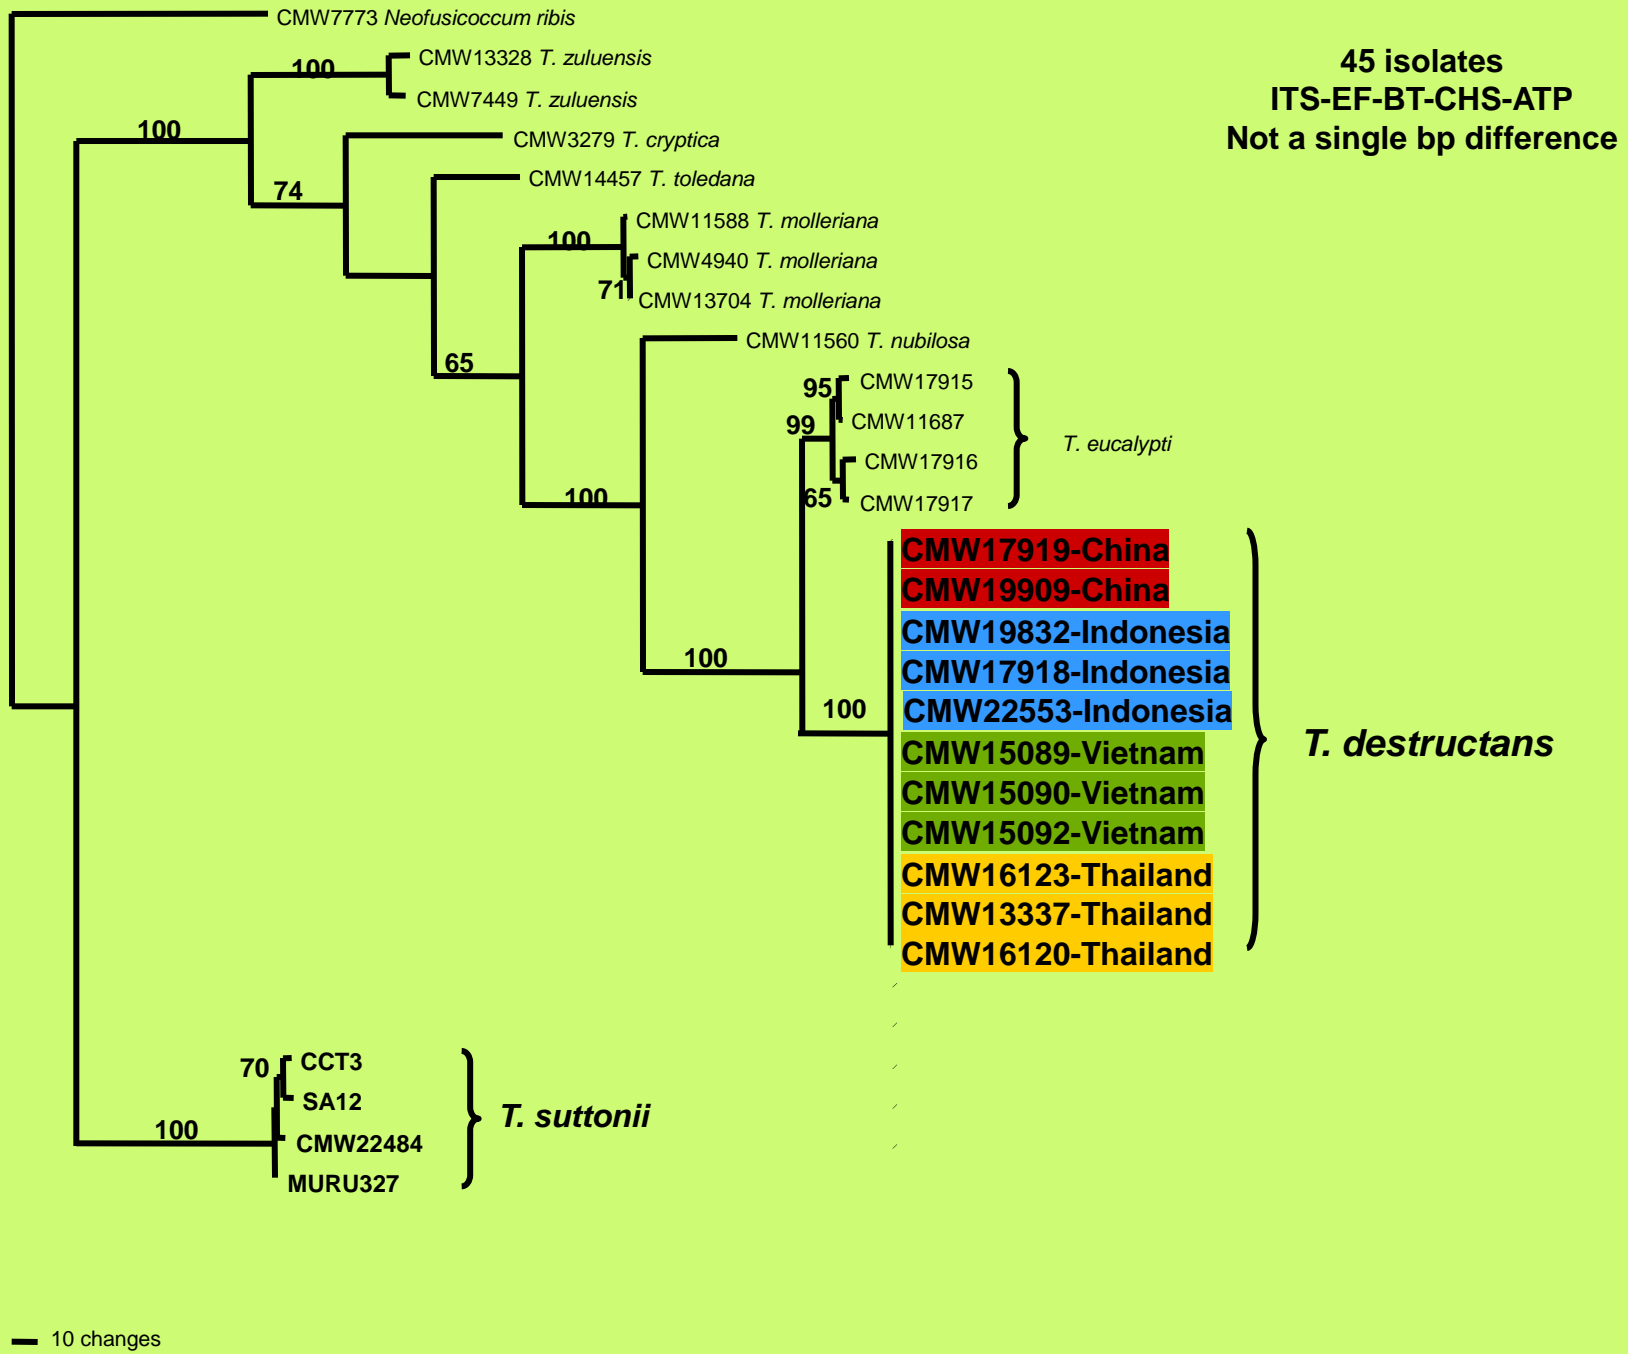 CMW7773 Neofusicoccum ribis
100
CMW13328 T. zuluensis
CMW7449 T. zuluensis
45 isolates
ITS-EF-BT-CHS-ATP
Not a single bp difference
100
CMW3279 T. cryptica
74
CMW14457 T. toledana
CMW11588 T. molleriana
100
CMW4940 T. molleriana
71
CMW13704 T. molleriana
CMW11560 T. nubilosa
65
95
CMW17915
99
CMW11687
T. eucalypti
CMW17916
65
CMW17917
100
CMW17919-China
CMW19909-China
CMW19832-Indonesia
100
CMW17918-Indonesia
100
CMW22553-Indonesia
T. destructans
CMW15089-Vietnam
CMW15090-Vietnam
CMW15092-Vietnam
CMW16123-Thailand
CMW13337-Thailand
CMW16120-Thailand
70
CCT3
SA12
T. suttonii
100
CMW22484
MURU327
10 changes